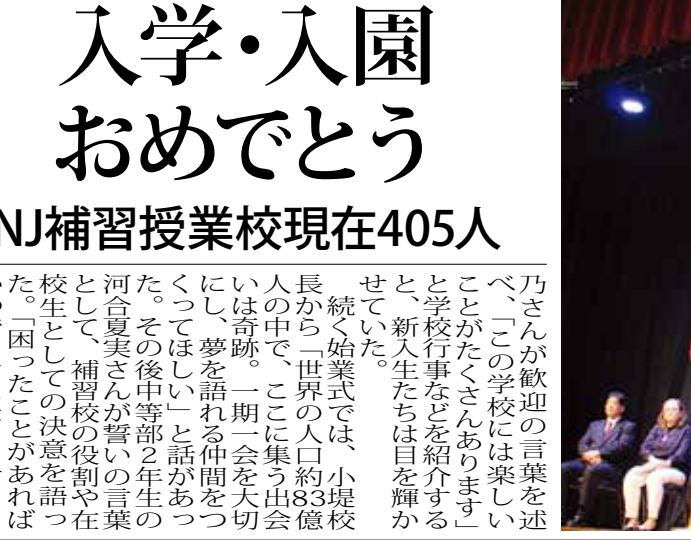 入学・入園
おめでとう
NJ補習授業校現在405人
乃さんが歓迎の言葉を述
べ、「この学校には楽しい
ことがたくさんあります」
と学校行事などを紹介する
と、新入生たちは目を輝か
せていた。
続く始業式では、小堤校
長から「世界の人口約83億
人の中で、ここに集う出会
いは奇跡。一期一会を大切
にし、夢を語れる仲間をつ
くってほしい」と話があっ
た。その後中等部2年生の
河合夏実さんが誓いの言葉
として、補習校の役割や在
校生としての決意を語っ
た。「困ったことがあれば